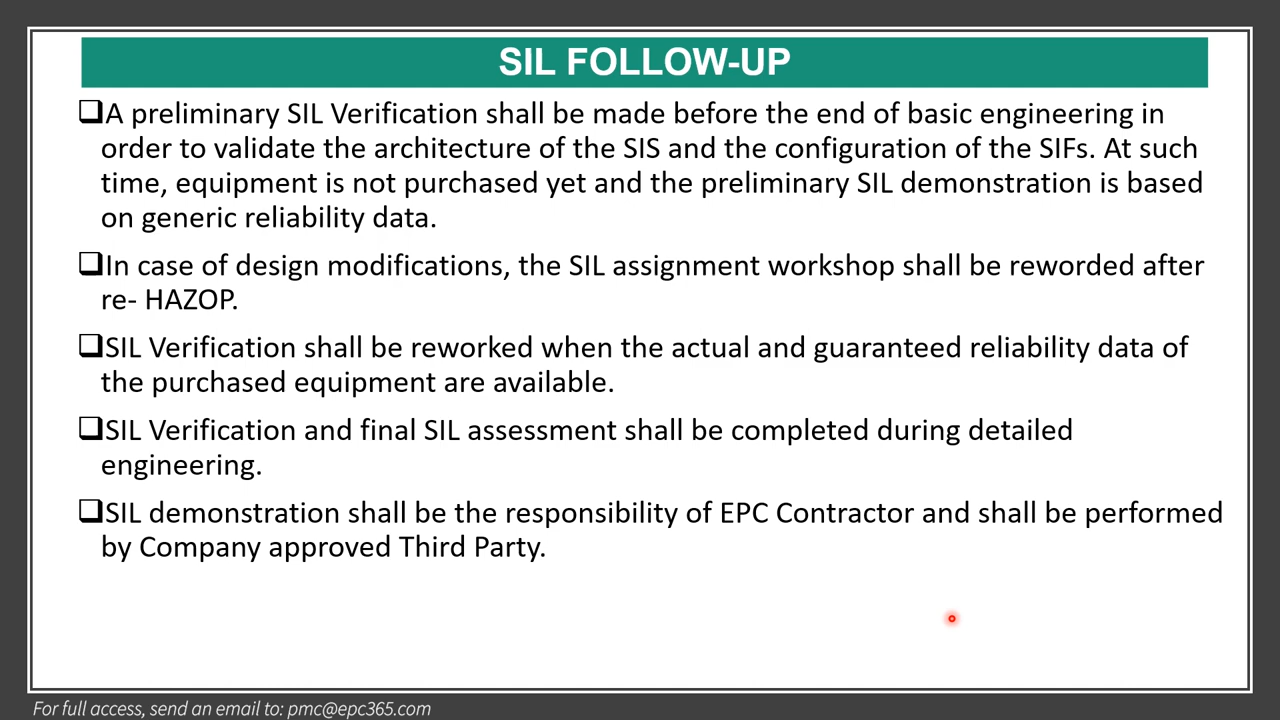 SIL FOLLOW-UP
❑A preliminary SIL Verification shall be made before the end of basic engineering in
order to validate the architecture of the SIS and the configuration of the SIFs. At such
time, equipment is not purchased yet and the preliminary SIL demonstration is based
on generic reliability data.
❑In case of design modifications, the SIL assignment workshop shall be reworded after
re- HAZOP.
❑SIL Verification shall be reworked when the actual and guaranteed reliability data of
the purchased equipment are available.
❑SIL Verification and final SIL assessment shall be completed during detailed
engineering.
❑SIL demonstration shall be the responsibility of EPC Contractor and shall be performed
by Company approved Third Party.
For full access, send an email to: pmc@epc365.com